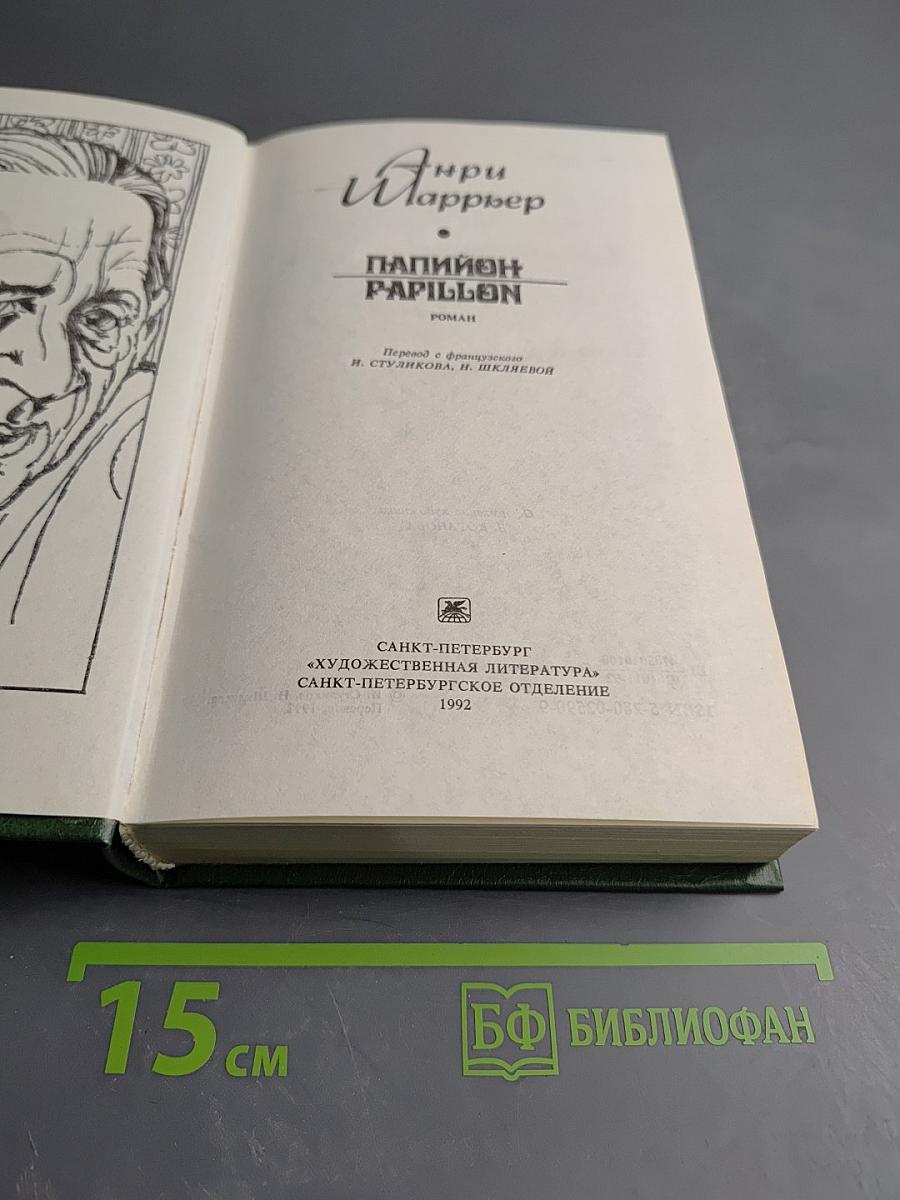 Анри
Шаррьер
ПАПИЙОН
PAPILLON
РОМАН
Перевод с французского
И. СТУЛИКОВА, Н. ШКЛЯЕВОЙ
САНКТ-ПЕТЕРБУРГ
«ХУДОЖЕСТВЕННАЯ ЛИТЕРАТУРА»
САНКТ-ПЕТЕРБУРГСКОЕ ОТДЕЛЕНИЕ
1992
15 см
БФ БИБЛИОФАН